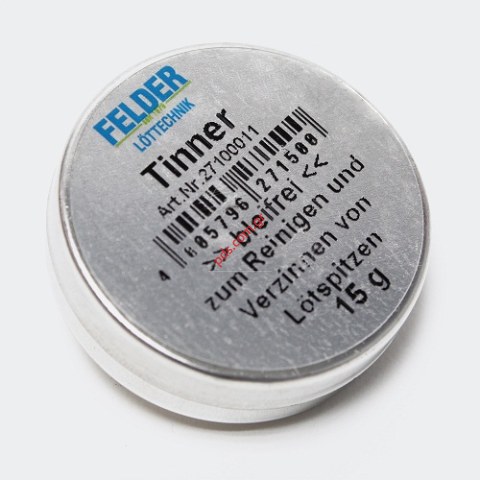 FELDER
LÖTTECHNIK
Tinner
Art.Nr.27100011
4 005796 271500
>> bleifrei <<
zum Reinigen und
Verzinnen von
Lötspitzen
15 g